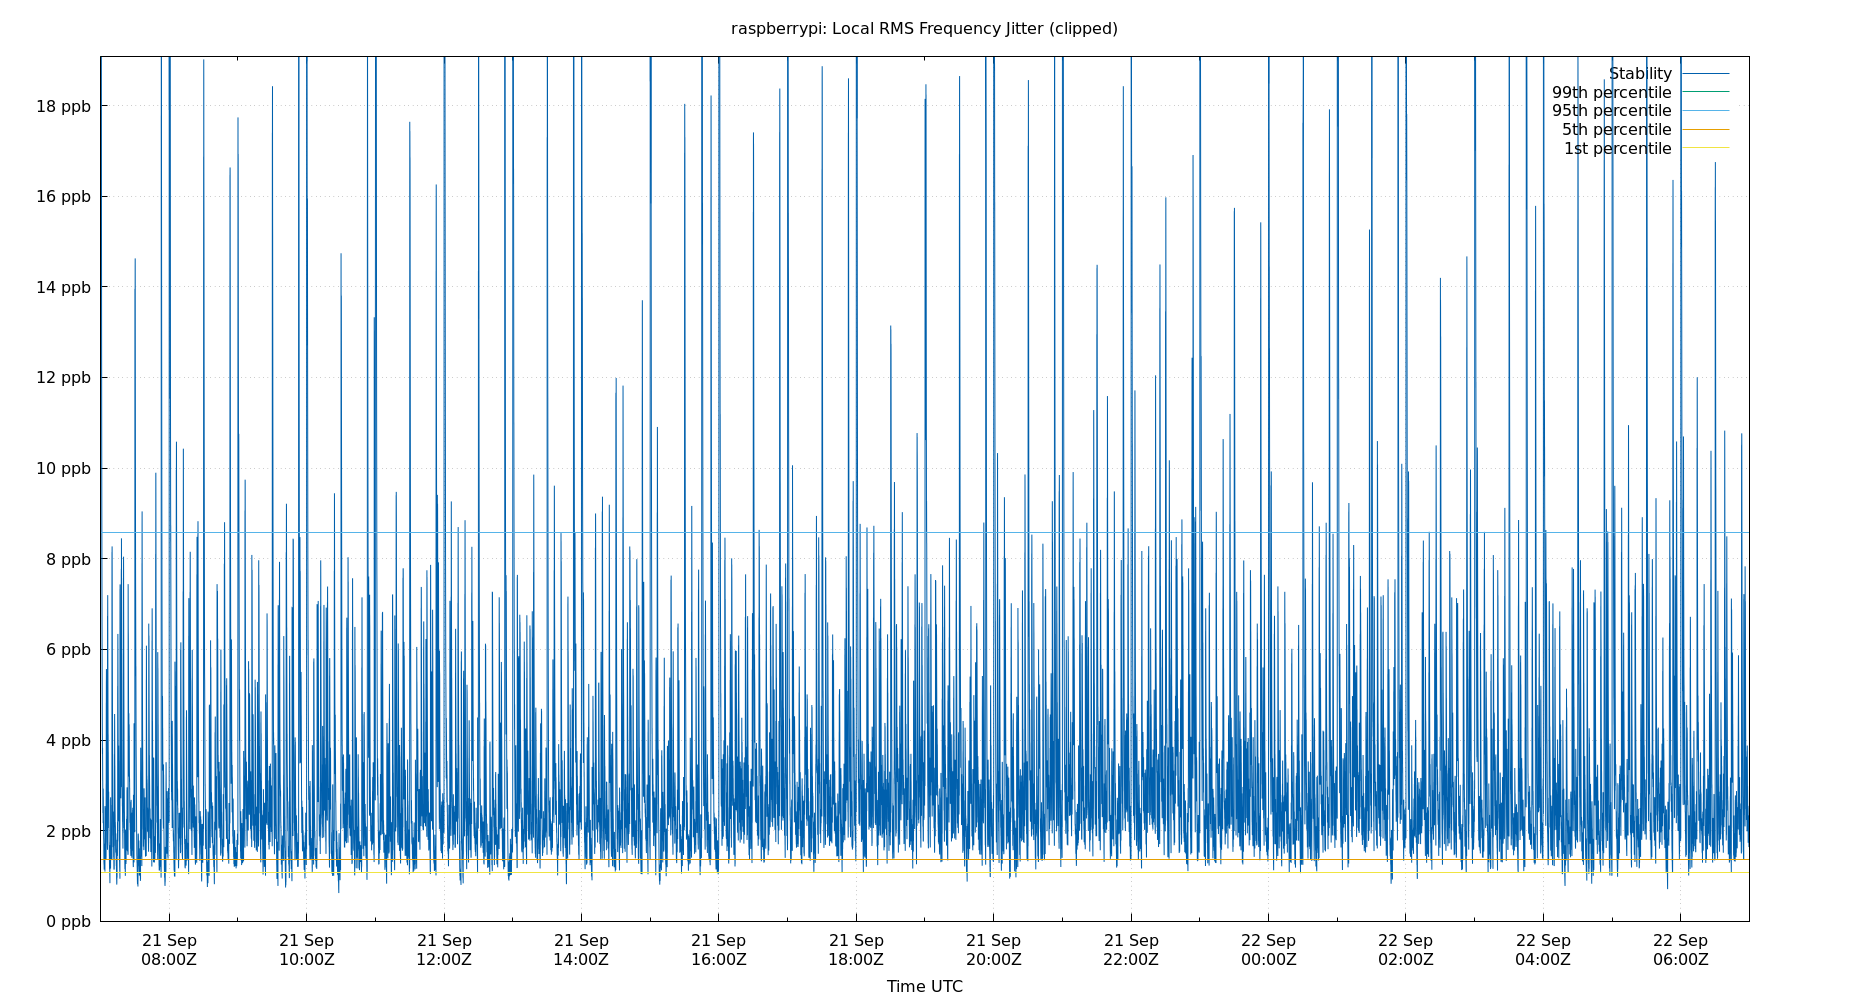 raspberrypi: Local RMS Frequency Jitter (clipped)
Stability
99th percentile
95th percentile
5th percentile
1st percentile
18 ppb
16 ppb
14 ppb
12 ppb
10 ppb
8 ppb
6 ppb
4 ppb
2 ppb
0 ppb
21 Sep 21 Sep 21 Sep 21 Sep 21 Sep 21 Sep 21 Sep 21 Sep 22 Sep 22 Sep 22 Sep 22 Sep
08:00Z 10:00Z 12:00Z 14:00Z 16:00Z 18:00Z 20:00Z 22:00Z 00:00Z 02:00Z 04:00Z 06:00Z
Time UTC